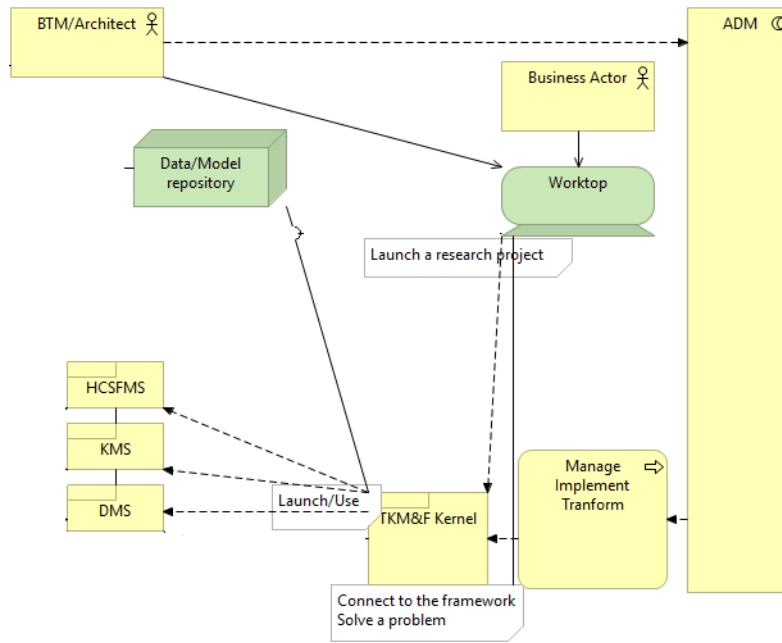 BTM/Architect
ADM
Business Actor
Data/Model
repository
Worktop
Launch a research project
HCSFMS
KMS
DMS
Launch/Use
TKM&F Kernel
Manage
Implement
Tranform
Connect to the framework
Solve a problem